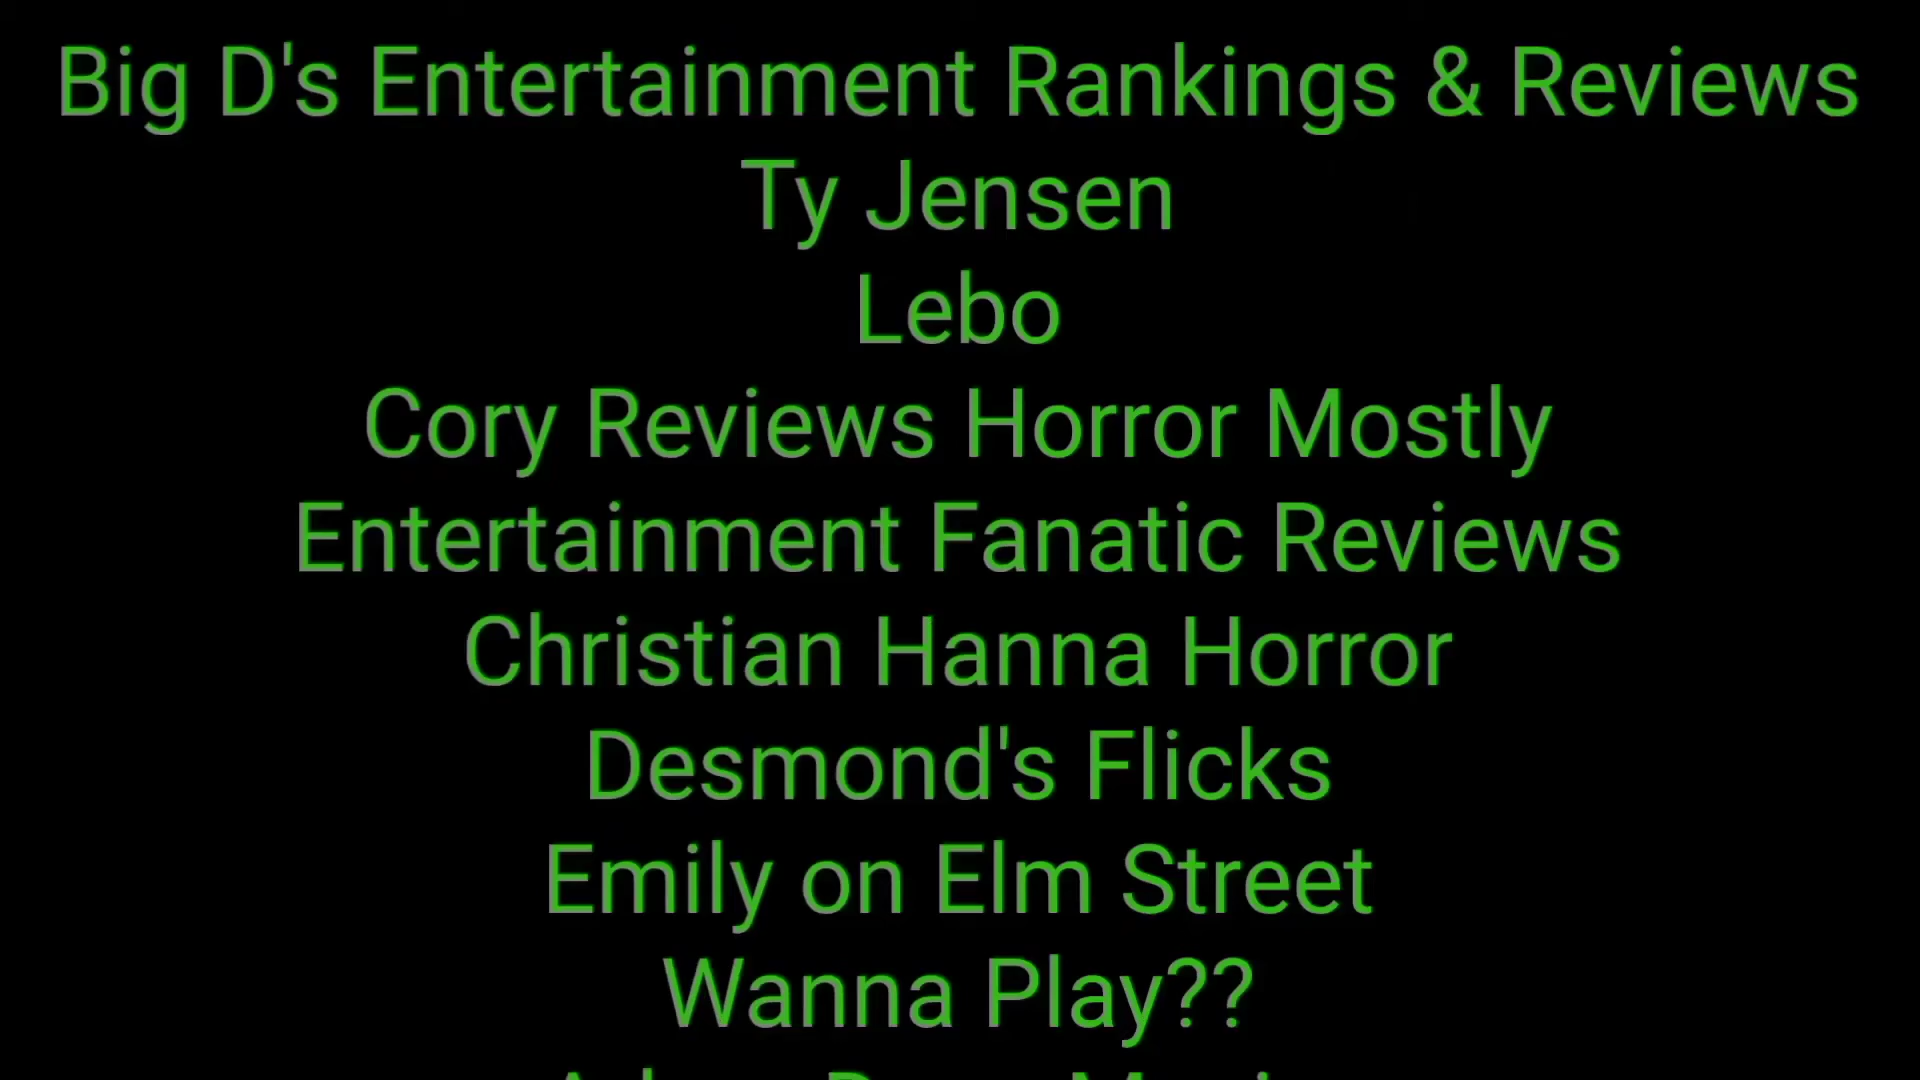 Big D's Entertainment Rankings & Reviews
Ty Jensen
Lebo
Cory Reviews Horror Mostly
Entertainment Fanatic Reviews
Christian Hanna Horror
Desmond's Flicks
Emily on Elm Street
Wanna Play??